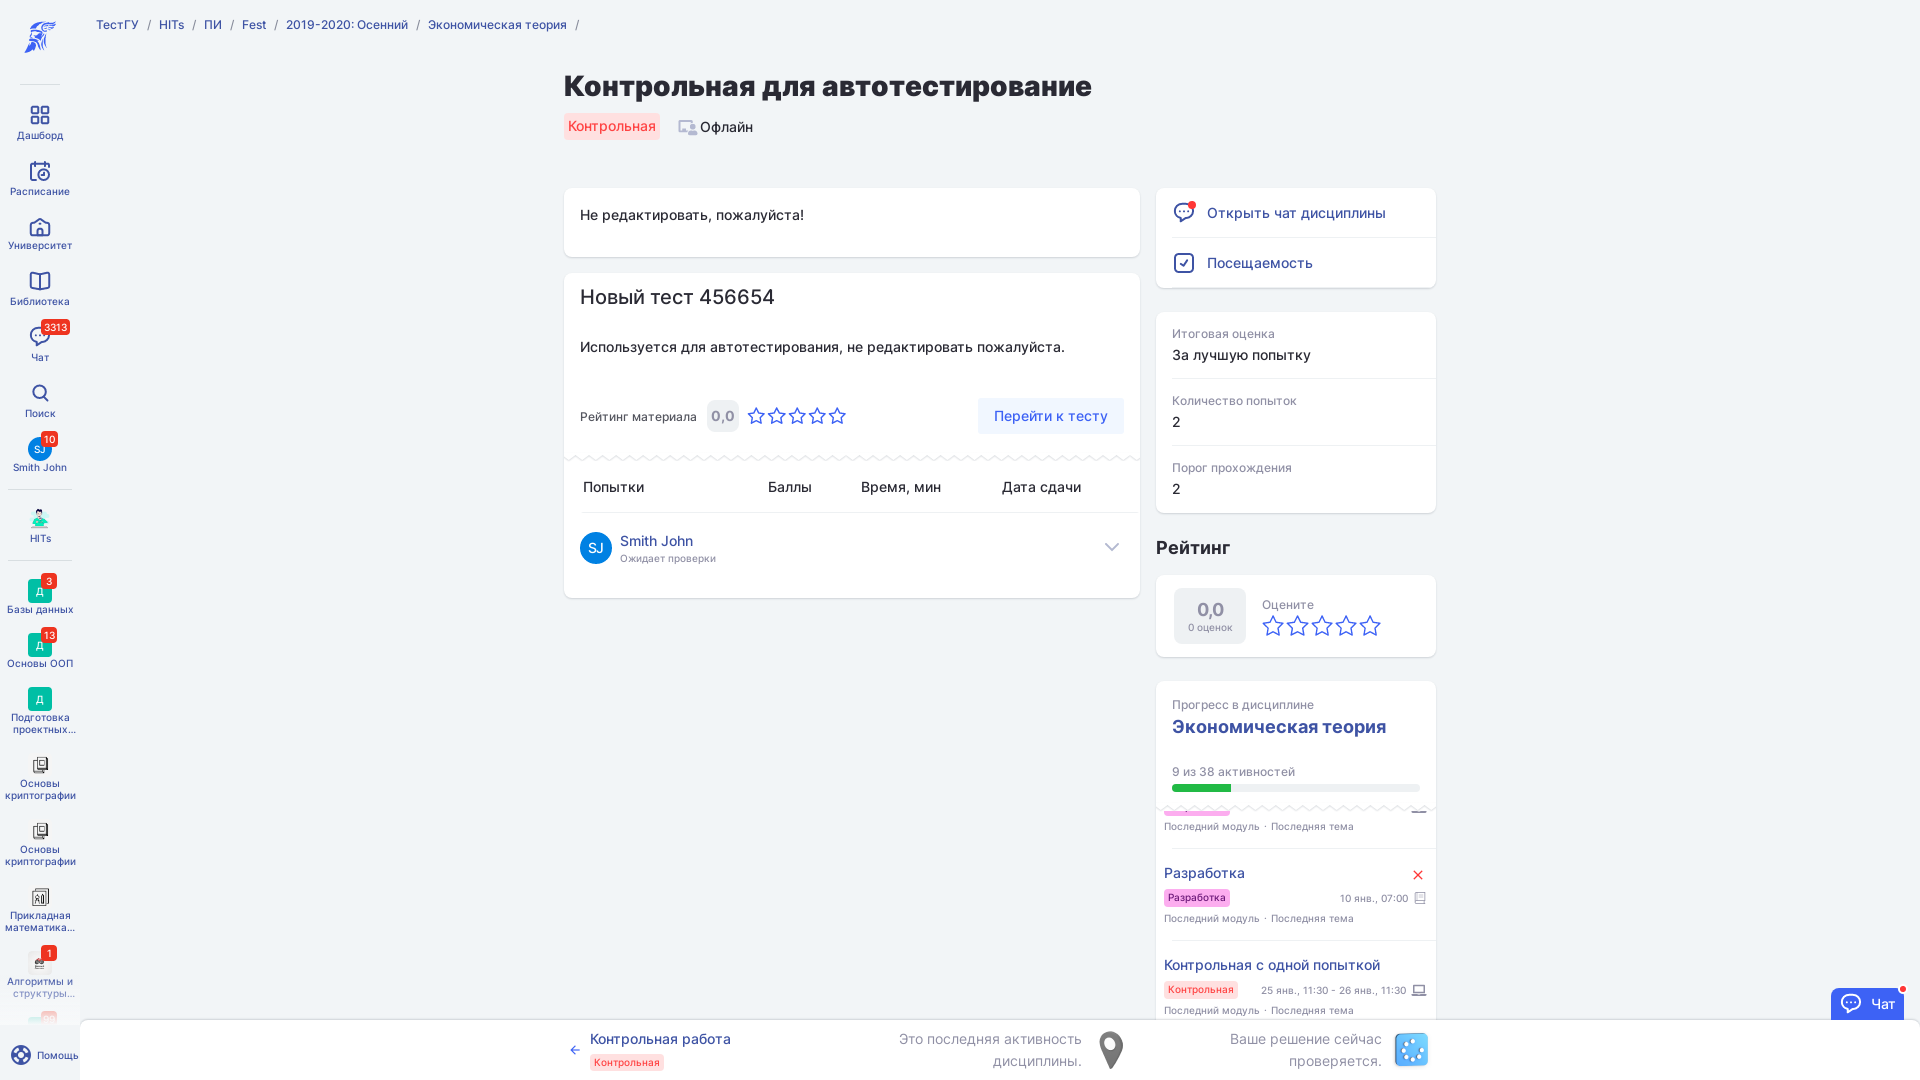 ТестГУ / HITs / ПИ / Fest / 2019-2020: Осенний / Экономическая теория /
Дашборд
Расписание
Университет
Библиотека
3313
Чат
Поиск
10
SJ
Smith John
HITs
3
Д
Базы данных
13
Д
Основы ООП
Д
Подготовка
проектных...
Основы
криптографии
Основы
криптографии
Прикладная
математика...
1
Алгоритмы и
структуры...
Помощь
Контрольная для автотестирование
Контрольная
Офлайн
Не редактировать, пожалуйста!
Новый тест 456654
Используется для автотестирования, не редактировать пожалуйста.
Рейтинг материала 0,0
Перейти к тесту
Попытки Баллы Время, мин Дата сдачи
SJ
Smith John
Ожидает проверки
Открыть чат дисциплины
Посещаемость
Итоговая оценка
За лучшую попытку
Количество попыток
2
Порог прохождения
2
Рейтинг
0,0
0 оценок
Оцените
Прогресс в дисциплине
Экономическая теория
9 из 38 активностей
Последний модуль · Последняя тема
Разработка
Разработка
10 янв., 07:00
Последний модуль · Последняя тема
Контрольная с одной попыткой
Контрольная
25 янв., 11:30 - 26 янв., 11:30
Последний модуль · Последняя тема
Чат
Контрольная работа
Контрольная
Это последняя активность
дисциплины.
Ваше решение сейчас
проверяется.